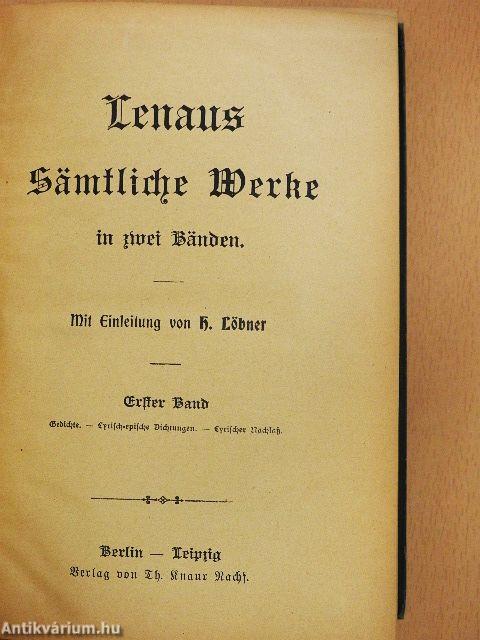 Lenaus
Sämtliche Werke
in zwei Bänden.
Mit Einleitung von H. Löbner
Erster Band
Gedichte. — Lyrisch-epische Dichtungen. — Lyrischer Nachlaß.
Berlin — Leipzig
Verlag von Th. Knaur Nachf.
Antikvárium.hu